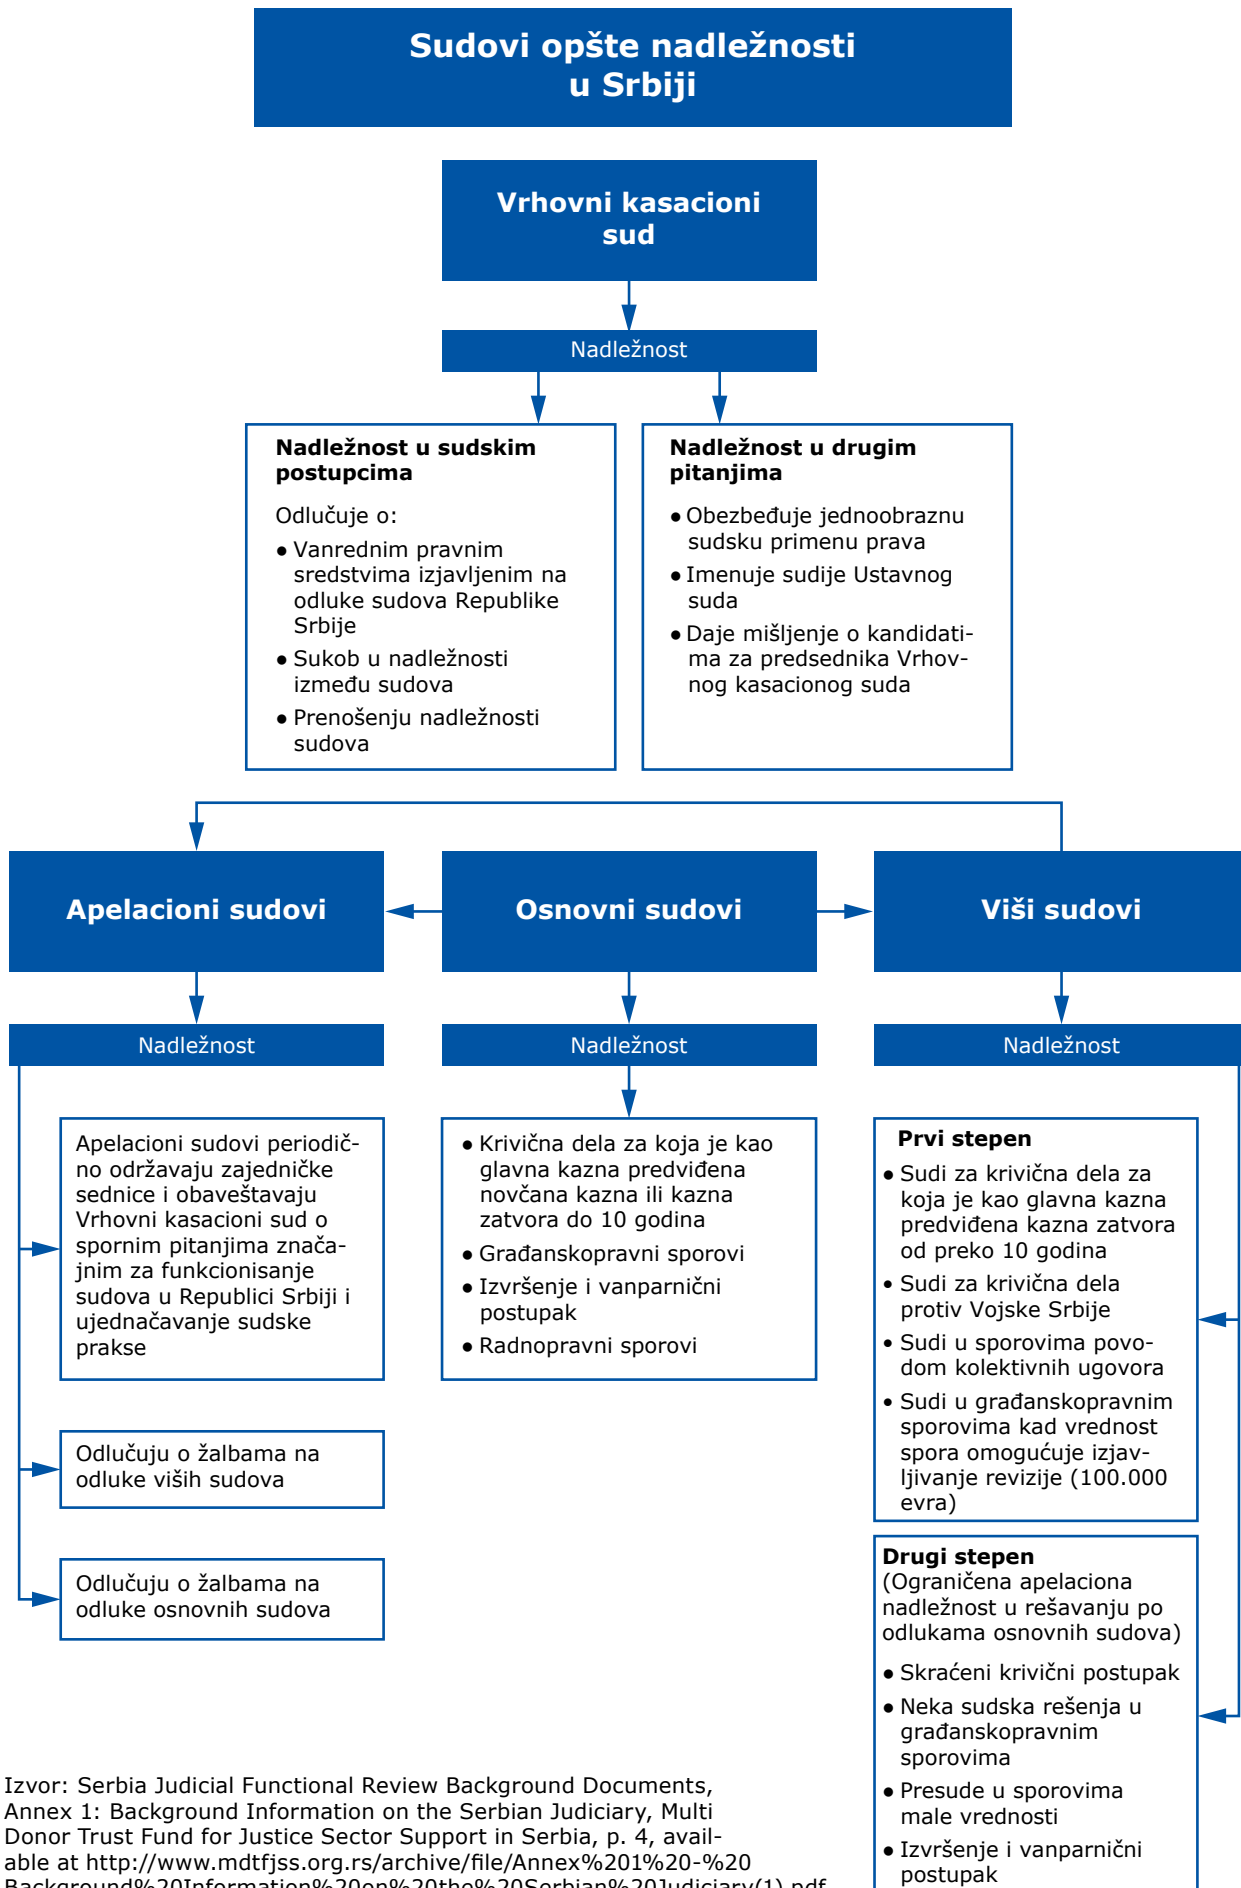 Sudovi opšte nadležnosti
u Srbiji
Vrhovni kasacioni
sud
Nadležnost
Nadležnost u sudskim
postupcima
Odlučuje o:
● Vanrednim pravnim
sredstvima izjavljenim na
odluke sudova Republike
Srbije
● Sukob u nadležnosti
između sudova
● Prenošenju nadležnosti
sudova
Nadležnost u drugim
pitanjima
● Obezbeđuje jednoobraznu
sudsku primenu prava
● Imenuje sudije Ustavnog
suda
● Daje mišljenje o kandidati-
ma za predsednika Vrhov-
nog kasacionog suda
Apelacioni sudovi
Osnovni sudovi
Viši sudovi
Nadležnost
Nadležnost
Nadležnost
Apelacioni sudovi periodič-
no održavaju zajedničke
sednice i obaveštavaju
Vrhovni kasacioni sud o
spornim pitanjima znača-
jnim za funkcionisanje
sudova u Republici Srbiji i
ujednačavanje sudske
prakse
Odlučuju o žalbama na
odluke viših sudova
Odlučuju o žalbama na
odluke osnovnih sudova
● Krivična dela za koja je kao
glavna kazna predviđena
novčana kazna ili kazna
zatvora do 10 godina
● Građanskopravni sporovi
● Izvršenje i vanparnični
postupak
● Radnopravni sporovi
Prvi stepen
● Sudi za krivična dela za
koja je kao glavna kazna
predviđena kazna zatvora
od preko 10 godina
• Sudi za krivična dela
protiv Vojske Srbije
• Sudi u sporovima povo-
dom kolektivnih ugovora
• Sudi u građanskopravnim
sporovima kad vrednost
spora omogućuje izjav-
ljivanje revizije (100.000
evra)
Drugi stepen
(Ograničena apelaciona
nadležnost u rešavanju po
odlukama osnovnih sudova)
● Skraćeni krivični postupak
● Neka sudska rešenja u
građanskopravnim
sporovima
● Presude u sporovima
male vrednosti
● Izvršenje i vanparnični
postupak
Izvor: Serbia Judicial Functional Review Background Documents,
Annex 1: Background Information on the Serbian Judiciary, Multi
Donor Trust Fund for Justice Sector Support in Serbia, p. 4, avail-
able at http://www.mdtfjss.org.rs/archive/file/Annex%201%20-%20
Background%20Information%20on%20the%20Serbian%20Judiciary(1).pdf